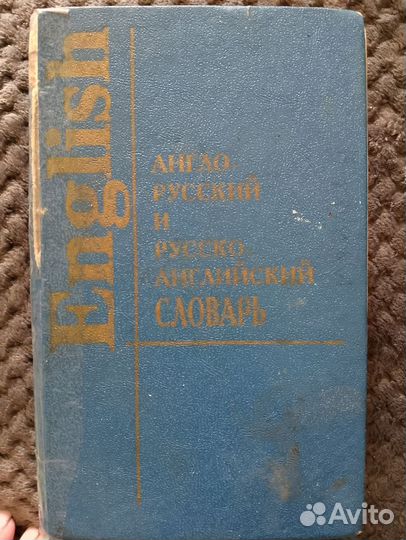 English
АНГЛО-
РУССКИЙ
И
РУССКО-
АНГЛИЙСКИЙ
СЛОВАРЬ
Avito